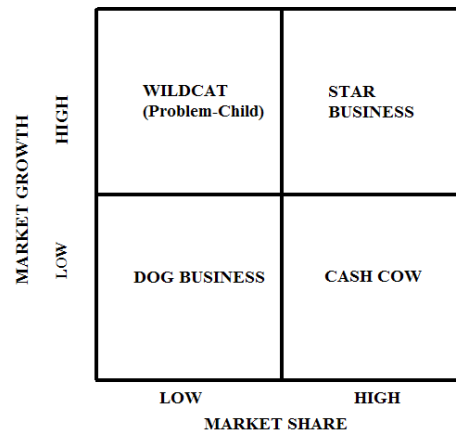 WILDCAT
(Problem-Child)
STAR
BUSINESS
HIGH
MARKET GROWTH
LOW
DOG BUSINESS
CASH COW
LOW
HIGH
MARKET SHARE